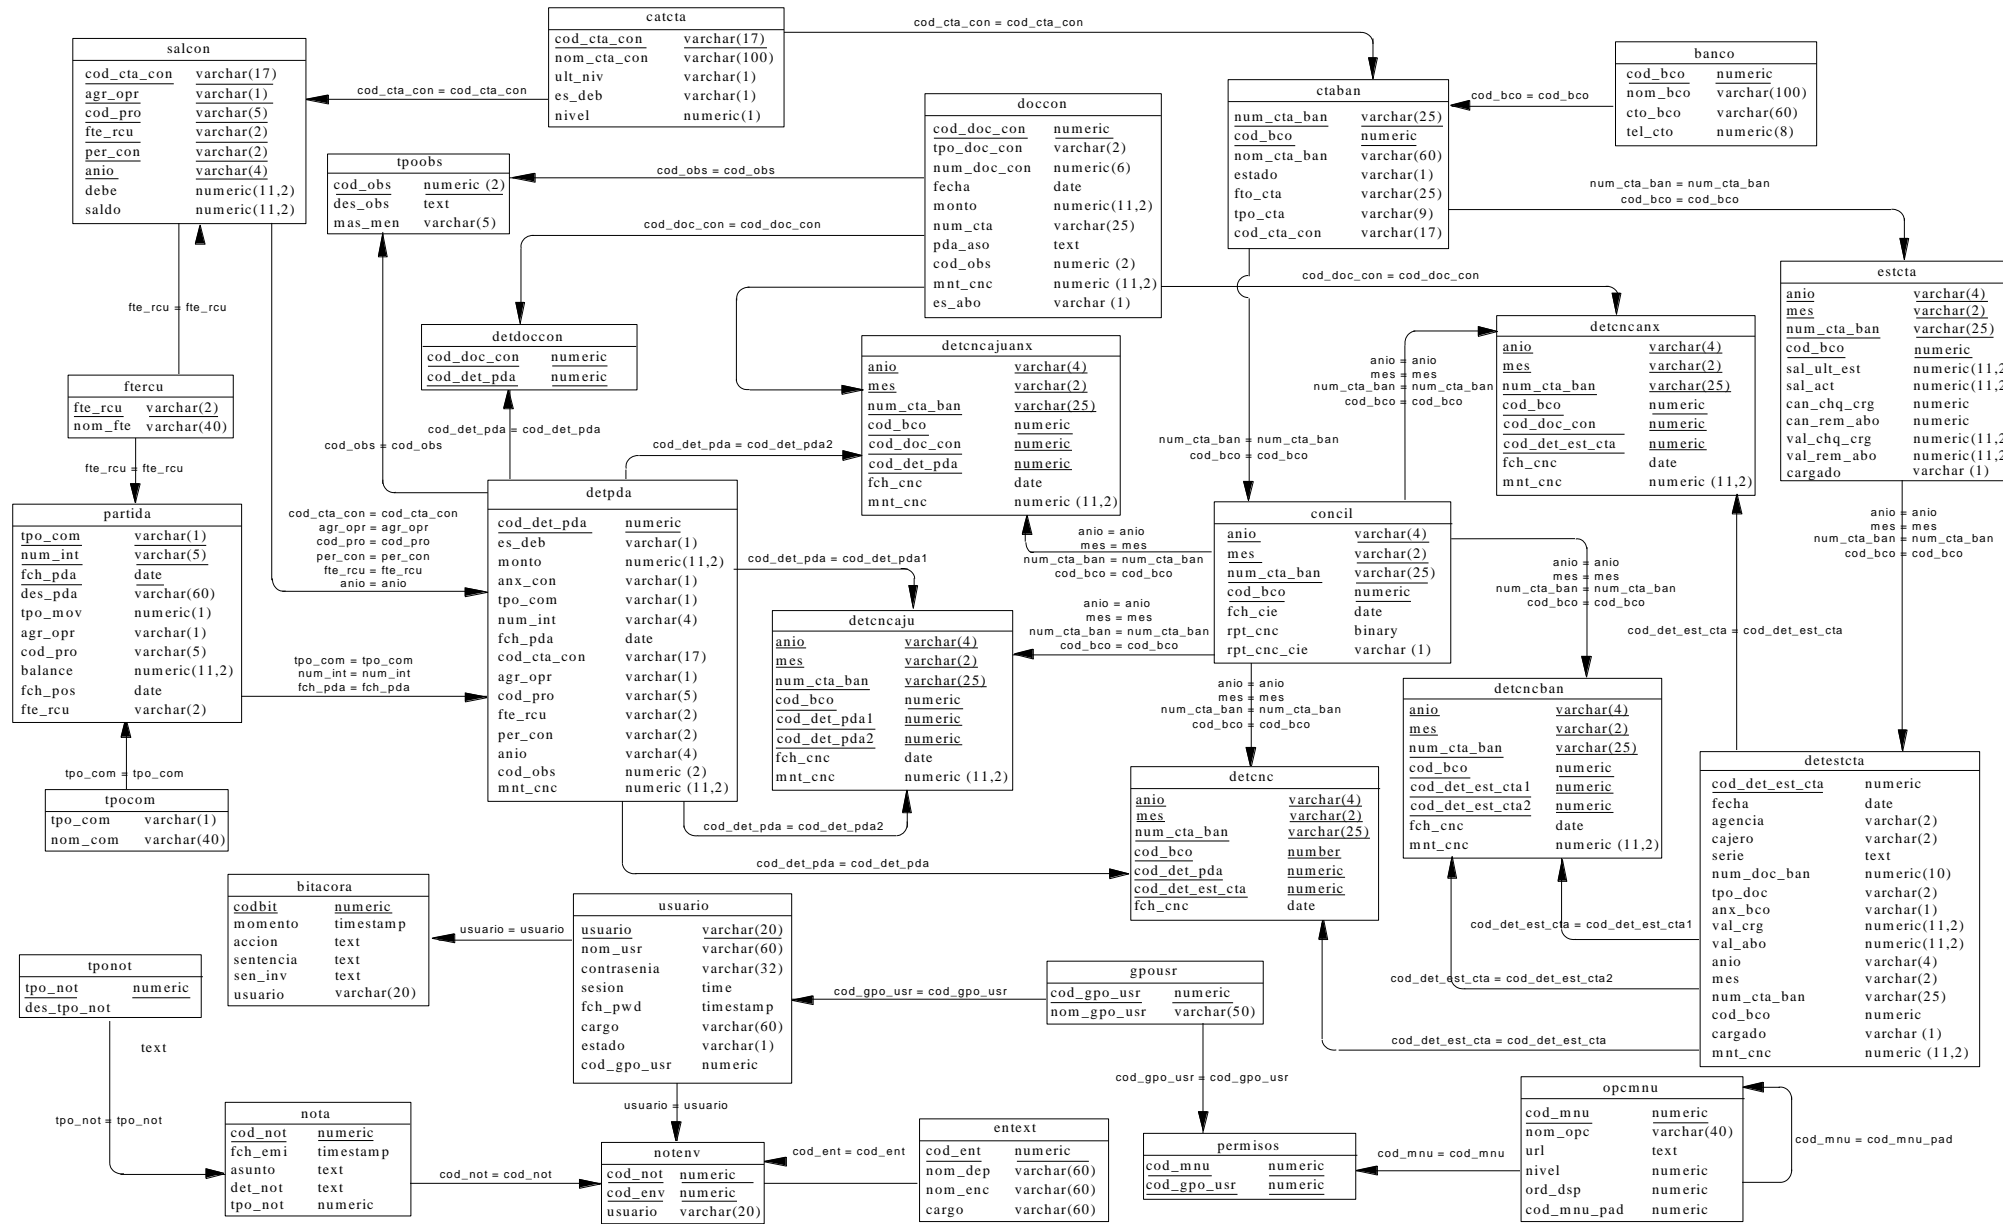 catcta
cod_cta_con varchar(17)
nom_cta_con varchar(100)
ult_niv varchar(1)
es_deb varchar(1)
nivel numeric(1)
cod_cta_con = cod_cta_con
salcon
cod_cta_con varchar(17)
agr_opr varchar(1)
cod_pro varchar(5)
fte_rcu varchar(2)
per_con varchar(2)
anio varchar(4)
debe numeric(11,2)
saldo numeric(11,2)
cod_cta_con = cod_cta_con
banco
cod_bco numeric
nom_bco varchar(100)
cto_bco varchar(60)
tel_cto numeric(8)
cod_bco = cod_bco
ctaban
num_cta_ban varchar(25)
cod_bco numeric
nom_cta_ban varchar(60)
estado varchar(1)
fto_cta varchar(25)
tpo_cta varchar(9)
cod_cta_con varchar(17)
doccon
cod_doc_con numeric
tpo_doc_con varchar(2)
num_doc_con numeric(6)
fecha date
monto numeric(11,2)
num_cta varchar(25)
pda_aso text
cod_obs numeric (2)
mnt_cnc numeric (11,2)
es_abo varchar (1)
tpoobs
cod_obs numeric (2)
des_obs text
mas_men varchar(5)
cod_obs = cod_obs
cod_doc_con = cod_doc_con
num_cta_ban = num_cta_ban
cod_bco = cod_bco
cod_doc_con = cod_doc_con
estcta
anio varchar(4)
mes varchar(2)
num_cta_ban varchar(25)
cod_bco numeric
sal_ult_est numeric(11,2
sal_act numeric(11,2
can_chq_crg numeric
can_rem_abo numeric
val_chq_crg numeric(11,2
val_rem_abo numeric(11,2
cargado varchar (1)
fte_rcu = fte_rcu
detdoccon
cod_doc_con numeric
cod_det_pda numeric
detcncajuanx
anio varchar(4)
mes varchar(2)
num_cta_ban varchar(25)
cod_bco numeric
cod_doc_con numeric
cod_det_pda numeric
fch_cnc date
mnt_cnc numeric (11,2)
detcncanx
anio varchar(4)
mes varchar(2)
num_cta_ban varchar(25)
cod_bco numeric
cod_doc_con numeric
cod_det_est_cta numeric
fch_cnc date
mnt_cnc numeric (11,2)
anio = anio
mes = mes
num_cta_ban = num_cta_ban
cod_bco = cod_bco
ftercu
fte_rcu varchar(2)
nom_fte varchar(40)
fte_rcu = fte_rcu
cod_obs = cod_obs
cod_det_pda = cod_det_pda
cod_det_pda = cod_det_pda2
num_cta_ban = num_cta_ban
cod_bco = cod_bco
partida
tpo_com varchar(1)
num_int varchar(5)
fch_pda date
des_pda varchar(60)
tpo_mov numeric(1)
agr_opr varchar(1)
cod_pro varchar(5)
balance numeric(11,2)
fch_pos date
fte_rcu varchar(2)
cod_cta_con = cod_cta_con
agr_opr = agr_opr
cod_pro = cod_pro
per_con = per_con
fte_rcu = fte_rcu
anio = anio
tpo_com = tpo_com
num_int = num_int
fch_pda = fch_pda
detpda
cod_det_pda numeric
es_deb varchar(1)
monto numeric(11,2)
anx_con varchar(1)
tpo_com varchar(1)
num_int varchar(4)
fch_pda date
cod_cta_con varchar(17)
agr_opr varchar(1)
cod_pro varchar(5)
fte_rcu varchar(2)
per_con varchar(2)
anio varchar(4)
cod_obs numeric (2)
mnt_cnc numeric (11,2)
cod_det_pda = cod_det_pda1
detcncaju
anio varchar(4)
mes varchar(2)
num_cta_ban varchar(25)
cod_bco numeric
cod_det_pda1 numeric
cod_det_pda2 numeric
fch_cnc date
mnt_cnc numeric (11,2)
anio = anio
mes = mes
num_cta_ban = num_cta_ban
cod_bco = cod_bco
anio = anio
mes = mes
num_cta_ban = num_cta_ban
cod_bco = cod_bco
concil
anio varchar(4)
mes varchar(2)
num_cta_ban varchar(25)
cod_bco numeric
fch_cie date
rpt_cnc binary
rpt_cnc_cie varchar (1)
anio = anio
mes = mes
num_cta_ban = num_cta_ban
cod_bco = cod_bco
anio = anio
mes = mes
num_cta_ban = num_cta_ban
cod_bco = cod_bco
cod_det_est_cta = cod_det_est_cta
anio = anio
mes = mes
num_cta_ban = num_cta_ban
cod_bco = cod_bco
detcncban
anio varchar(4)
mes varchar(2)
num_cta_ban varchar(25)
cod_bco numeric
cod_det_est_cta1 numeric
cod_det_est_cta2 numeric
fch_cnc date
mnt_cnc numeric (11,2)
detestcta
cod_det_est_cta numeric
fecha date
agencia varchar(2)
cajero varchar(2)
serie text
num_doc_ban numeric(10)
tpo_doc varchar(2)
anx_bco varchar(1)
val_crg numeric(11,2)
val_abo numeric(11,2)
anio varchar(4)
mes varchar(2)
num_cta_ban varchar(25)
cod_bco numeric
cargado varchar (1)
mnt_cnc numeric (11,2)
tpo_com = tpo_com
tpocom
tpo_com varchar(1)
nom_com varchar(40)
cod_det_pda = cod_det_pda2
cod_det_pda = cod_det_pda
detcnc
anio varchar(4)
mes varchar(2)
num_cta_ban varchar(25)
cod_bco number
cod_det_pda numeric
cod_det_est_cta numeric
fch_cnc date
cod_det_est_cta = cod_det_est_cta1
cod_det_est_cta = cod_det_est_cta2
cod_det_est_cta = cod_det_est_cta
bitacora
codbit numeric
momento timestamp
accion text
sentencia text
sen_inv text
usuario varchar(20)
usuario = usuario
usuario
usuario varchar(20)
nom_usr varchar(60)
contrasenia varchar(32)
sesion time
fch_pwd timestamp
cargo varchar(60)
estado varchar(1)
cod_gpo_usr numeric
cod_gpo_usr = cod_gpo_usr
gpousr
cod_gpo_usr numeric
nom_gpo_usr varchar(50)
tponot
tpo_not numeric
des_tpo_not
text
tpo_not = tpo_not
nota
cod_not numeric
fch_emi timestamp
asunto text
det_not text
tpo_not numeric
cod_not = cod_not
usuario = usuario
notenv
cod_not numeric
cod_env numeric
usuario varchar(20)
cod_ent = cod_ent
entext
cod_ent numeric
nom_dep varchar(60)
nom_enc varchar(60)
cargo varchar(60)
cod_gpo_usr = cod_gpo_usr
permisos
cod_mnu numeric
cod_gpo_usr numeric
cod_mnu = cod_mnu
opcmnu
cod_mnu numeric
nom_opc varchar(40)
url text
nivel numeric
ord_dsp numeric
cod_mnu_pad numeric
cod_mnu = cod_mnu_pad